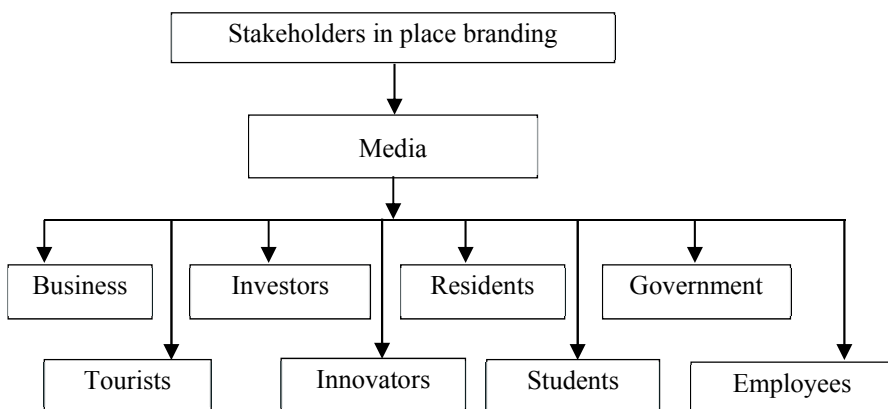 Stakeholders in place branding
Media
Business
Investors
Residents
Government
Tourists
Innovators
Students
Employees